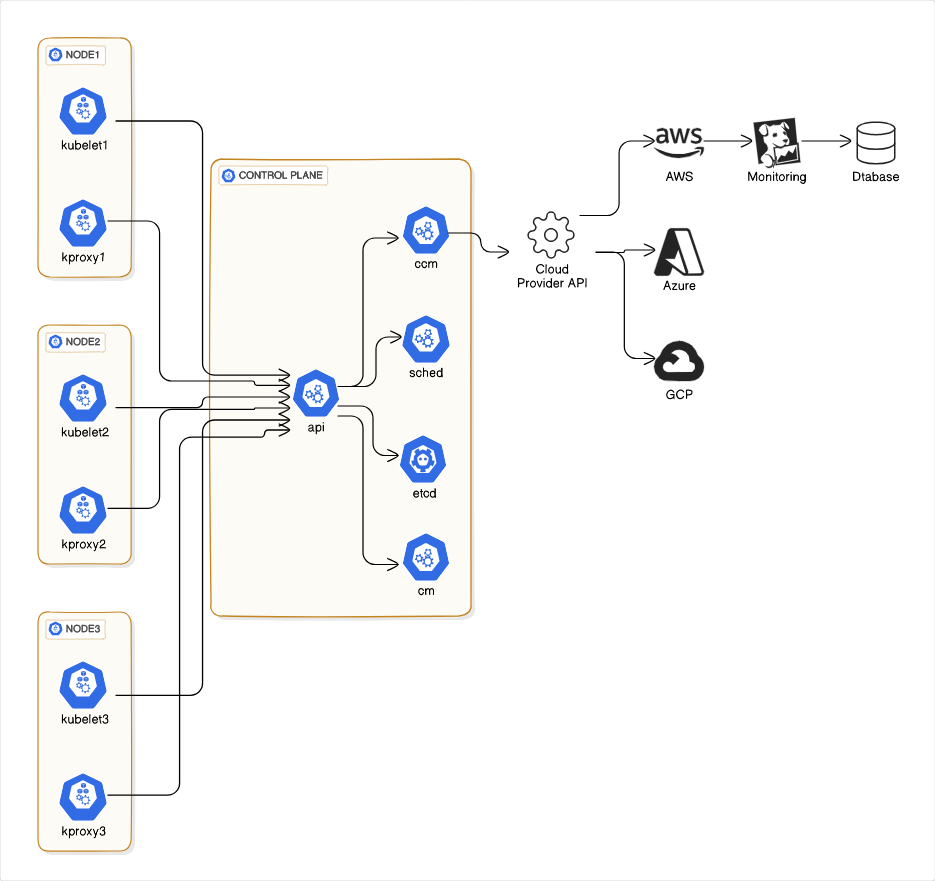 NODE1
kubelet1
kproxy1
NODE2
kubelet2
kproxy2
NODE3
kubelet3
kproxy3
CONTROL PLANE
api
ccm
sched
etcd
cm
Cloud
Provider API
aws
AWS
Monitoring
Dtabase
Azure
GCP